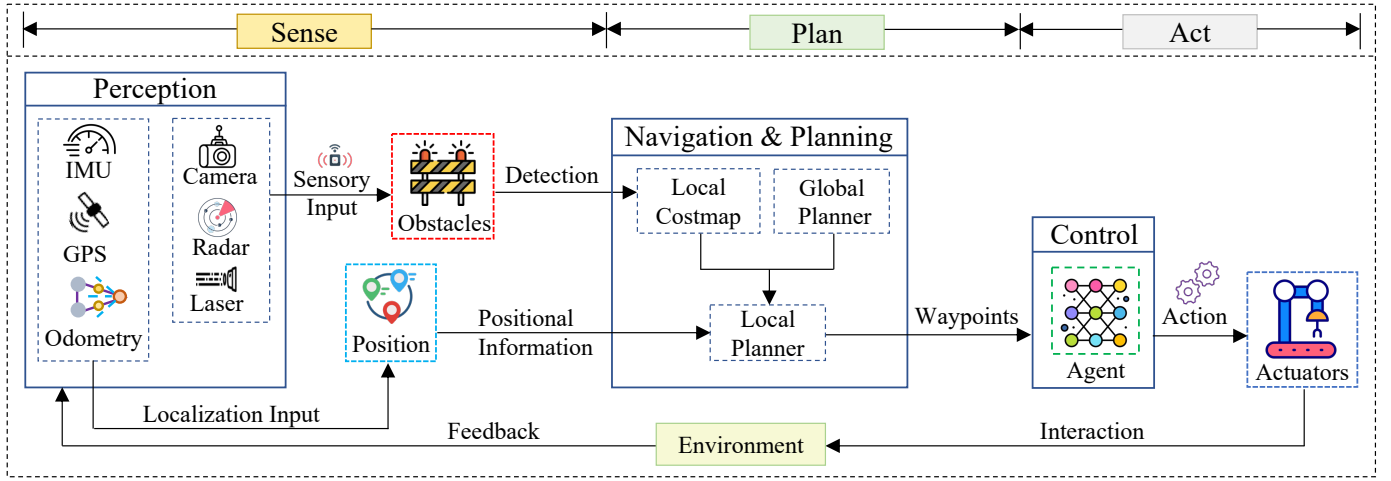 Sense
Plan
Act
Perception
IMU
GPS
Odometry
Camera
Radar
Laser
Sensory
Input
Obstacles
Detection
Position
Positional
Information
Localization Input
Navigation & Planning
Local
Costmap
Global
Planner
Local
Planner
Waypoints
Control
Agent
Action
Actuators
Interaction
Environment
Feedback